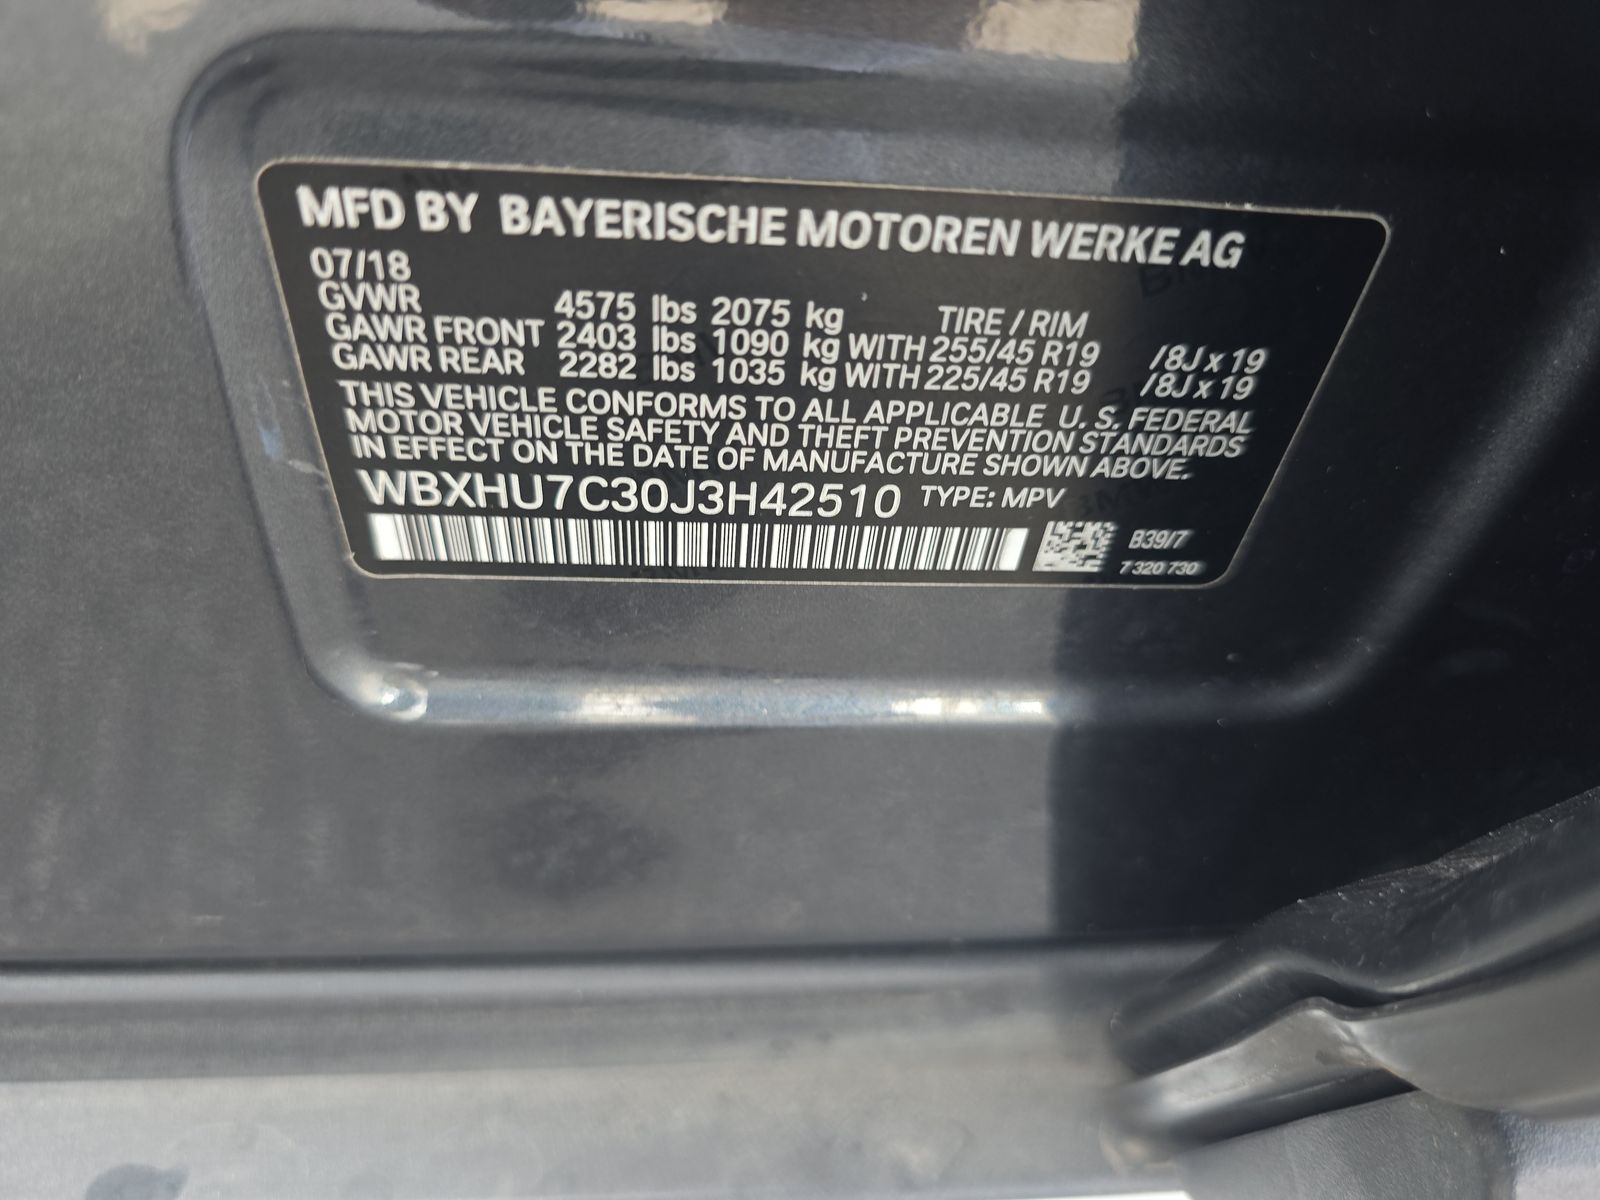 MFD BY BAYERISCHE MOTOREN WERKE AG
07/18
GVWR 4575 lbs 2075 kg TIRE / RIM
GAWR FRONT 2403 lbs 1090 kg WITH 255/45 R19 /8J x 19
GAWR REAR 2282 lbs 1035 kg WITH 225/45 R19 /8J x 19
THIS VEHICLE CONFORMS TO ALL APPLICABLE U. S. FEDERAL
MOTOR VEHICLE SAFETY AND THEFT PREVENTION STANDARDS
IN EFFECT ON THE DATE OF MANUFACTURE SHOWN ABOVE.
WBXHU7C30J3H42510 TYPE: MPV
B39/7
7 320 730